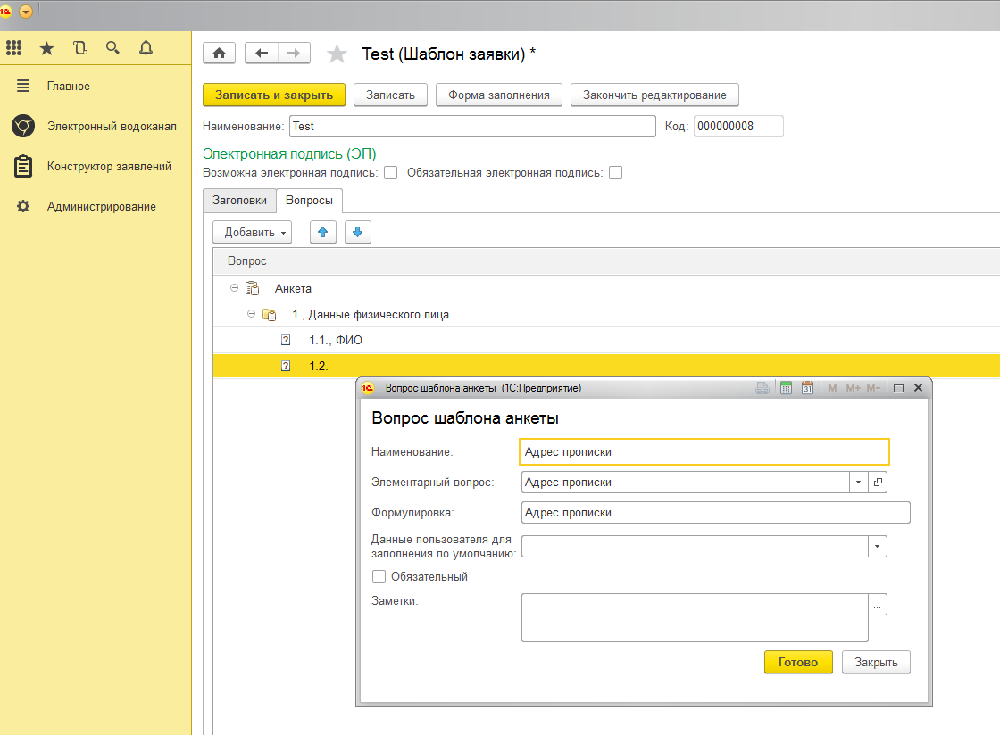 1С
Test (Шаблон заявки) *
Главное
Электронный водоканал
Конструктор заявлений
Администрирование
Записать и закрыть Записать Форма заполнения Закончить редактирование
Наименование: Test Код: 000000008
Электронная подпись (ЭП)
Возможна электронная подпись: Обязательная электронная подпись:
Заголовки Вопросы
Добавить
Вопрос
Анкета
1., Данные физического лица
? 1.1., ФИО
? 1.2.
1С Вопрос шаблона анкеты (1С:Предприятие) 31 M M+ M-
Вопрос шаблона анкеты
Наименование: Адрес прописки
Элементарный вопрос: Адрес прописки
Формулировка: Адрес прописки
Данные пользователя для
заполнения по умолчанию:
Обязательный
Заметки: ...
Готово Закрыть